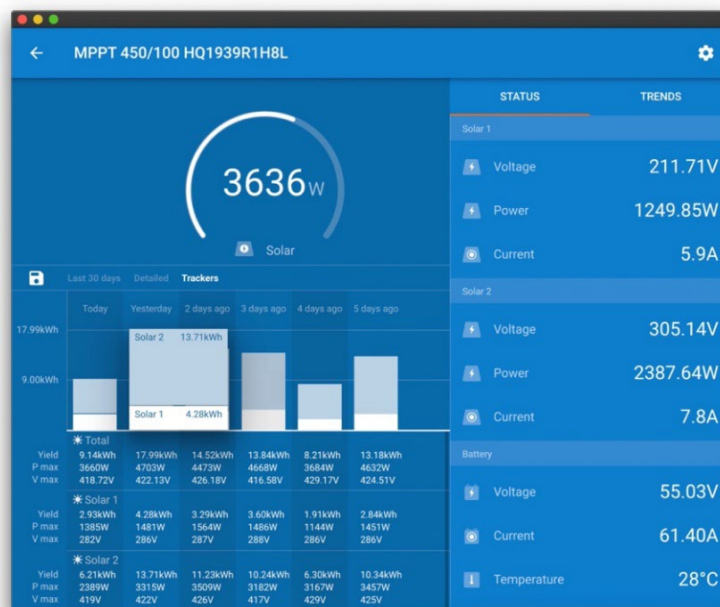 MPPT 450/100 HQ1939R1H8L
3636W
Solar
Last 30 days Detailed Trackers
Today Yesterday 2 days ago 3 days ago 4 days ago 5 days ago
17.99kWh
Solar 2 13.71kWh
9.00kWh
Solar 1 4.28kWh
Total
Yield 9.14kWh 17.99kWh 14.52kWh 13.84kWh 8.21kWh 13.18kWh
P max 3660W 4703W 4473W 4668W 3684W 4632W
V max 418.72V 422.13V 426.18V 416.58V 429.17V 424.51V
Solar 1
Yield 2.93kWh 4.28kWh 3.29kWh 3.60kWh 1.91kWh 2.84kWh
P max 1385W 1481W 1564W 1486W 1144W 1451W
V max 282V 286V 287V 288V 286V 286V
Solar 2
Yield 6.21kWh 13.71kWh 11.23kWh 10.24kWh 6.30kWh 10.34kWh
P max 2389W 3315W 3509W 3182W 3167W 3457W
V max 419V 422V 426V 417V 429V 425V
STATUS TRENDS
Solar 1
Voltage 211.71V
Power 1249.85W
Current 5.9A
Solar 2
Voltage 305.14V
Power 2387.64W
Current 7.8A
Battery
Voltage 55.03V
Current 61.40A
Temperature 28°C